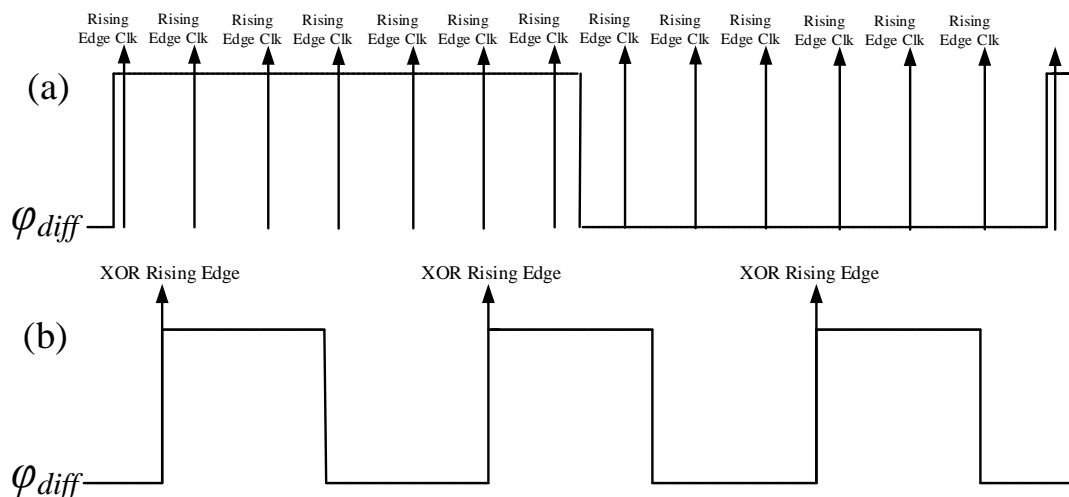 Rising Rising Rising Rising Rising Rising Rising Rising Rising Rising Rising Rising Rising
Edge Clk Edge Clk Edge Clk Edge Clk Edge Clk Edge Clk Edge Clk Edge Clk Edge Clk Edge Clk Edge Clk Edge Clk Edge Clk
(a)
φdiff
XOR Rising Edge XOR Rising Edge XOR Rising Edge
(b)
φdiff